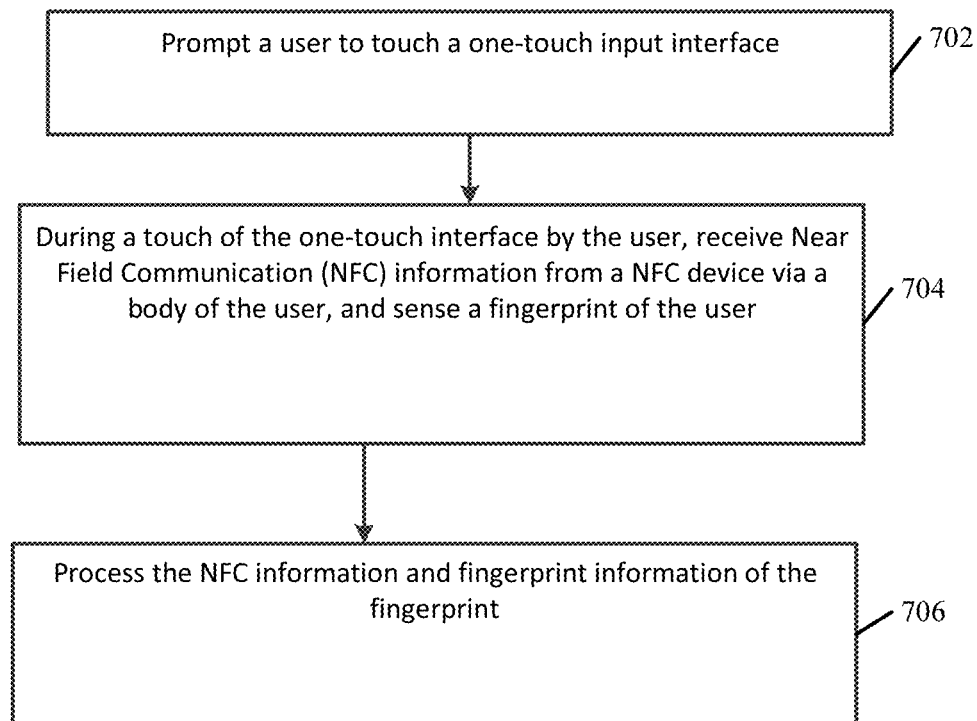 Prompt a user to touch a one-touch input interface
702
During a touch of the one-touch interface by the user, receive Near
Field Communication (NFC) information from a NFC device via a
body of the user, and sense a fingerprint of the user
704
Process the NFC information and fingerprint information of the
fingerprint
706